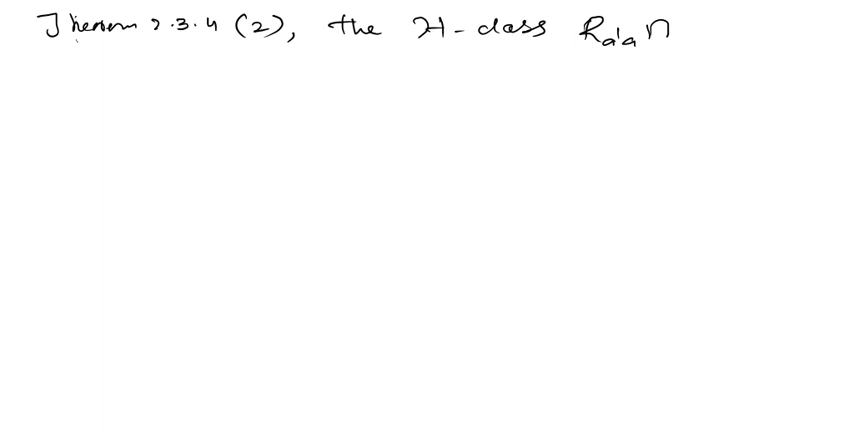 Theorem 2.3.4 (2), the H-class R_{a'a} ∩